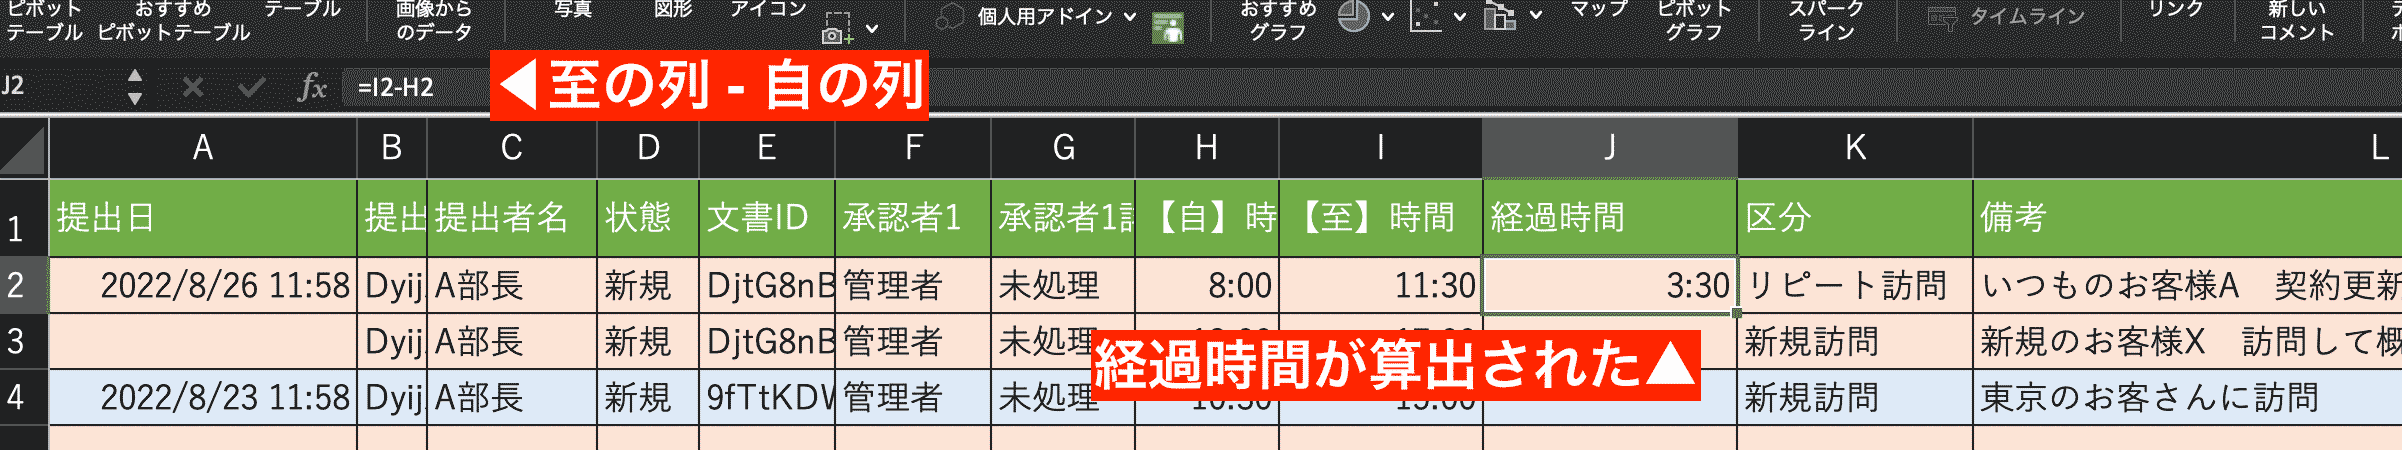 ピボット
テーブル
おすすめ
ピボットテーブル
テーブル
画像から
のデータ
写真
図形
アイコン
個人用アドイン
おすすめ
グラフ
マップ
ピボット
グラフ
スパーク
ライン
タイムライン
リンク
新しい
コメント
J2
fx
=I2-H2
◀至の列 - 自の列
A B C D E F G H I J K L
1 提出日 提出 提出者名 状態 文書ID 承認者1 承認者1 【自】時 【至】時間 経過時間 区分 備考
2 2022/8/26 11:58 Dyij A部長 新規 DjtG8nB 管理者 未処理 8:00 11:30 3:30 リピート訪問 いつものお客様A 契約更新
3 Dyij A部長 新規 DjtG8nB 管理者 未処理 新規訪問 新規のお客様X 訪問して概
経過時間が算出された▲
4 2022/8/23 11:58 Dyij A部長 新規 9fTtKDW 管理者 未処理 新規訪問 東京のお客さんに訪問